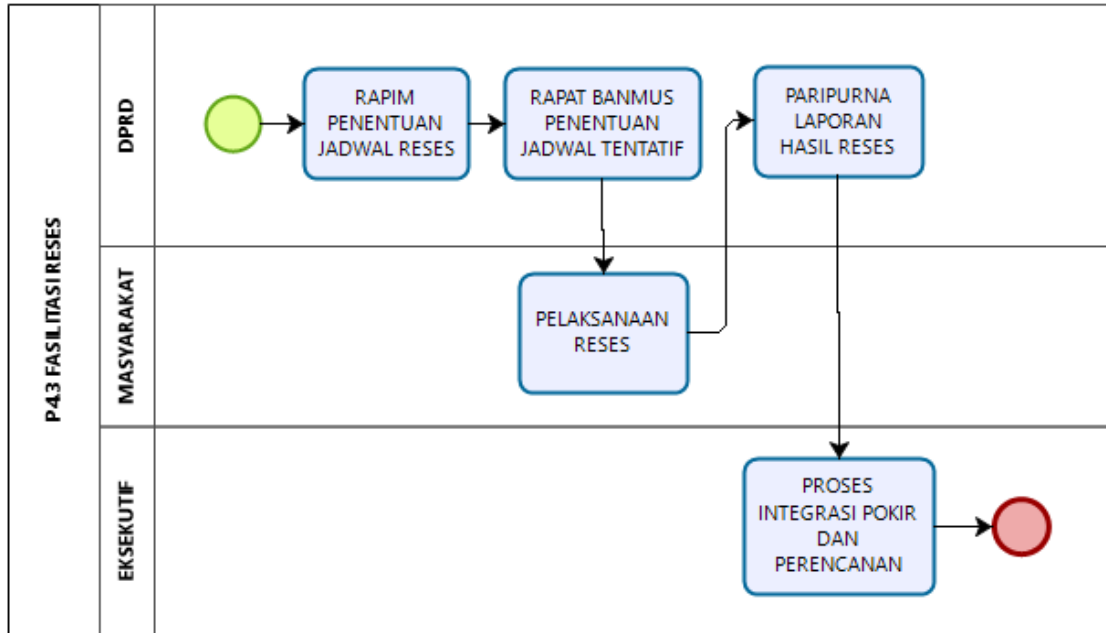 P4.3 FASILITASI RESES
DPRD
RAPIM
PENENTUAN
JADWAL RESES
RAPAT BANMUS
PENENTUAN
JADWAL TENTATIF
PARIPURNA
LAPORAN
HASIL RESES
MASYARAKAT
PELAKSANAAN
RESES
EKSEKUTIF
PROSES
INTEGRASI POKIR
DAN
PERENCANAN